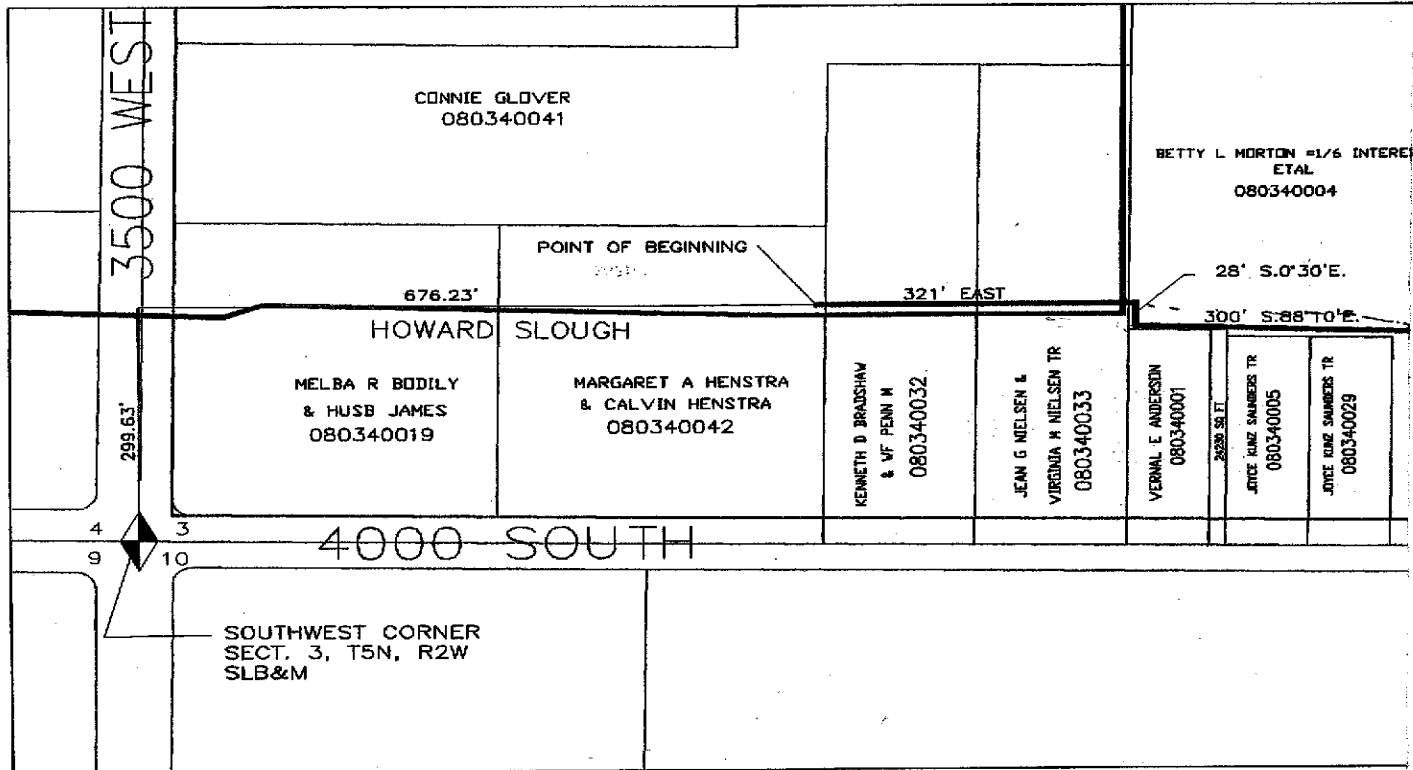 3500 WEST
CONNIE GLOVER
080340041
BETTY L MORTON =1/6 INTERE
ETAL
080340004
POINT OF BEGINNING
28' S.0°30'E.
676.23'
321' EAST
300' S.88°10'E.
HOWARD SLOUGH
299.63'
MELBA R BODILY
& HUSB JAMES
080340019
MARGARET A HENSTRA
& CALVIN HENSTRA
080340042
KENNETH D BRADSHAW
& WF PENN M
080340032
JEAN G NIELSEN &
VIRGINIA M NIELSEN TR
080340033
VERNAL E ANDERSON
080340001
24230 SQ FT
JOYCE KUNZ SAUNDERS TR
080340005
JOYCE KUNZ SAUNDERS TR
080340029
4 3
9 10
4000 SOUTH
SOUTHWEST CORNER
SECT. 3, T5N, R2W
SLB&M